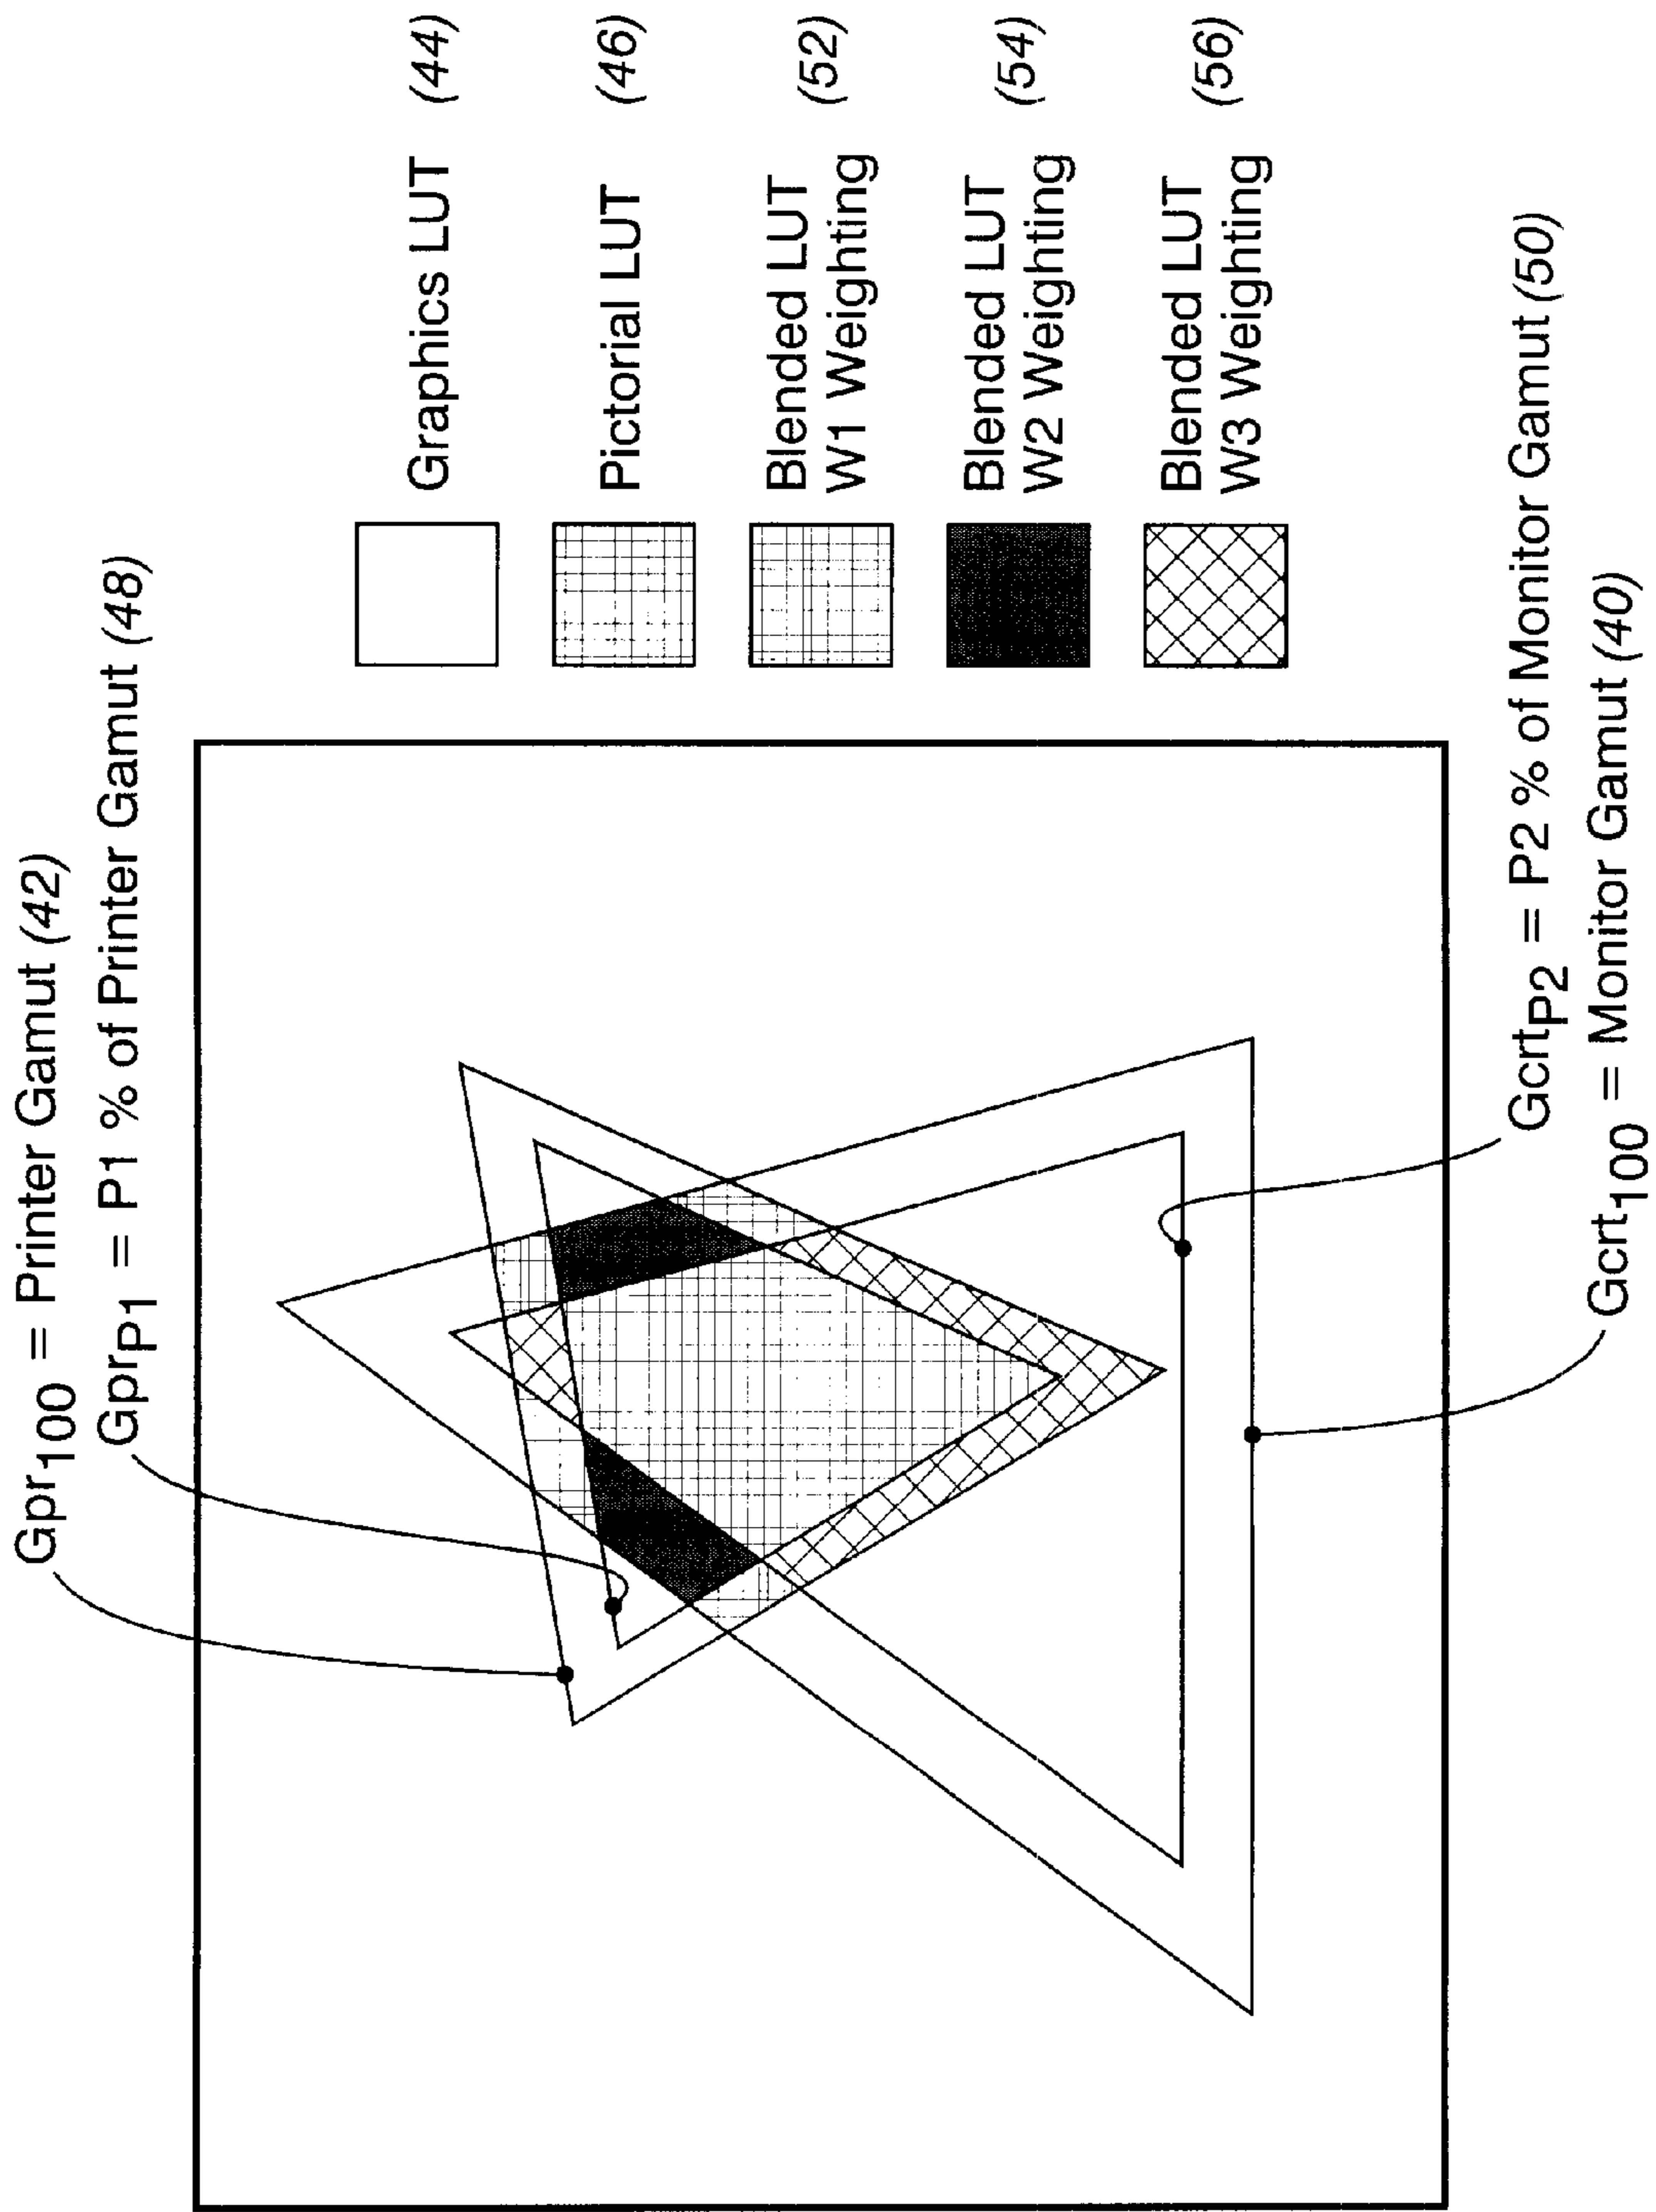 Gpr100 = Printer Gamut (42)
GprP1 = P1 % of Printer Gamut (48)
Graphics LUT (44)
Pictorial LUT (46)
Blended LUT (52)
W1 Weighting
Blended LUT (54)
W2 Weighting
Blended LUT (56)
W3 Weighting
GcrtP2 = P2 % of Monitor Gamut (50)
Gcrt100 = Monitor Gamut (40)